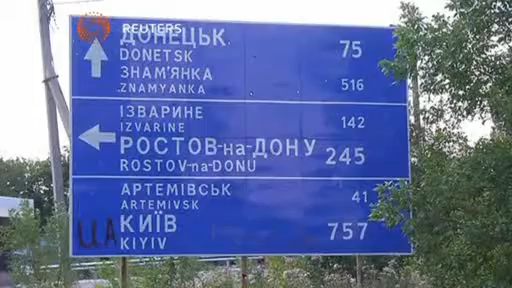 REUTERS
ДОНЕЦЬК 75
DONETSK
ЗНАМ'ЯНКА 516
ZNAMYANKA
ІЗВАРИНЕ 142
IZVARINE
РОСТОВ-на-ДОНУ 245
ROSTOV-na-DONU
АРТЕМІВСЬК 41
ARTEMIVSK
UA КИЇВ 757
KIYIV